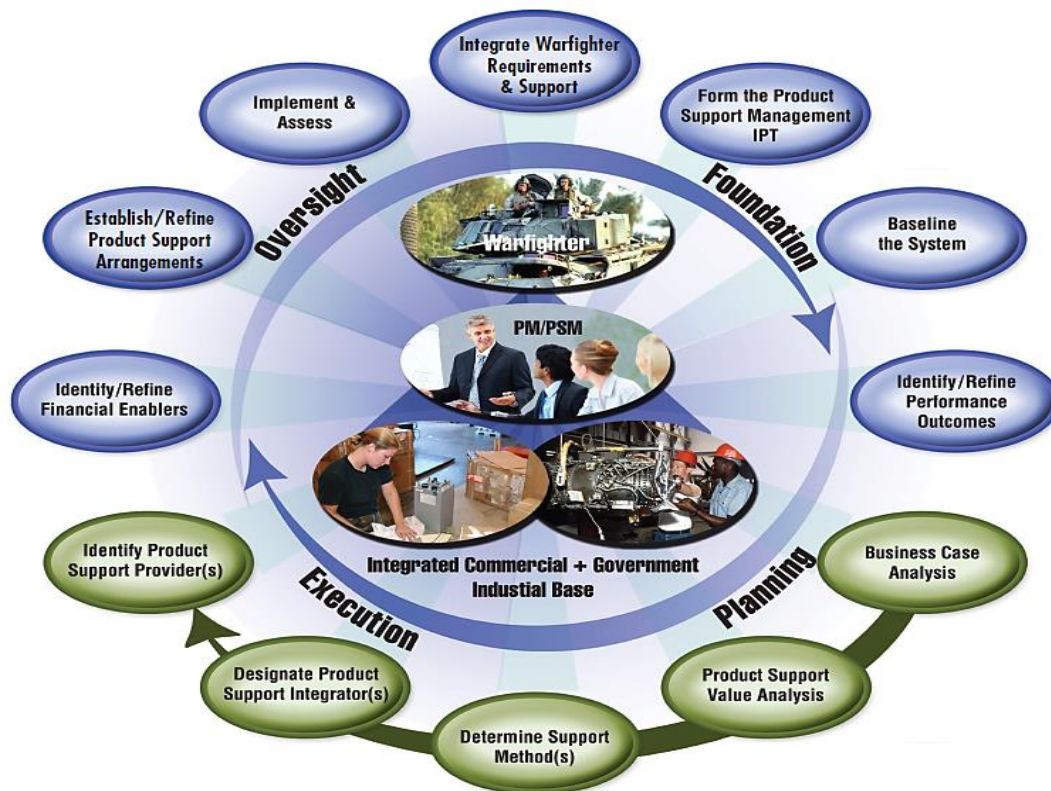 Integrate Warfighter
Requirements
& Support
Form the Product
Support Management
IPT
Baseline
the System
Identify/Refine
Performance
Outcomes
Business Case
Analysis
Product Support
Value Analysis
Determine Support
Method(s)
Designate Product
Support Integrator(s)
Identify Product
Support Provider(s)
Identify/Refine
Financial Enablers
Establish/Refine
Product Support
Arrangements
Implement &
Assess
Oversight
Foundation
Planning
Execution
Warfighter
PM/PSM
Integrated Commercial + Government
Industrial Base